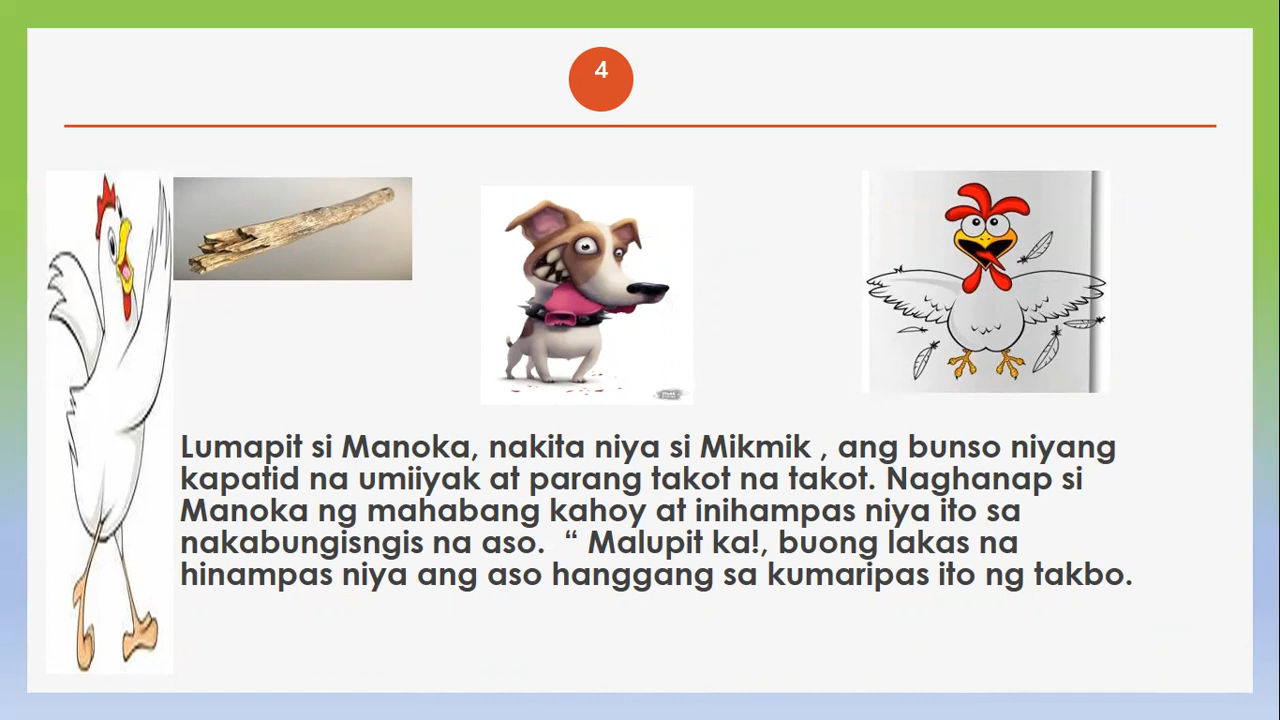 4
Lumapit si Manoka, nakita niya si Mikmik , ang bunso niyang
kapatid na umiiyak at parang takot na takot. Naghanap si
Manoka ng mahabang kahoy at inihampas niya ito sa
nakabungisngis na aso.  “ Malupit ka!, buong lakas na
hinampas niya ang aso hanggang sa kumaripas ito ng takbo.